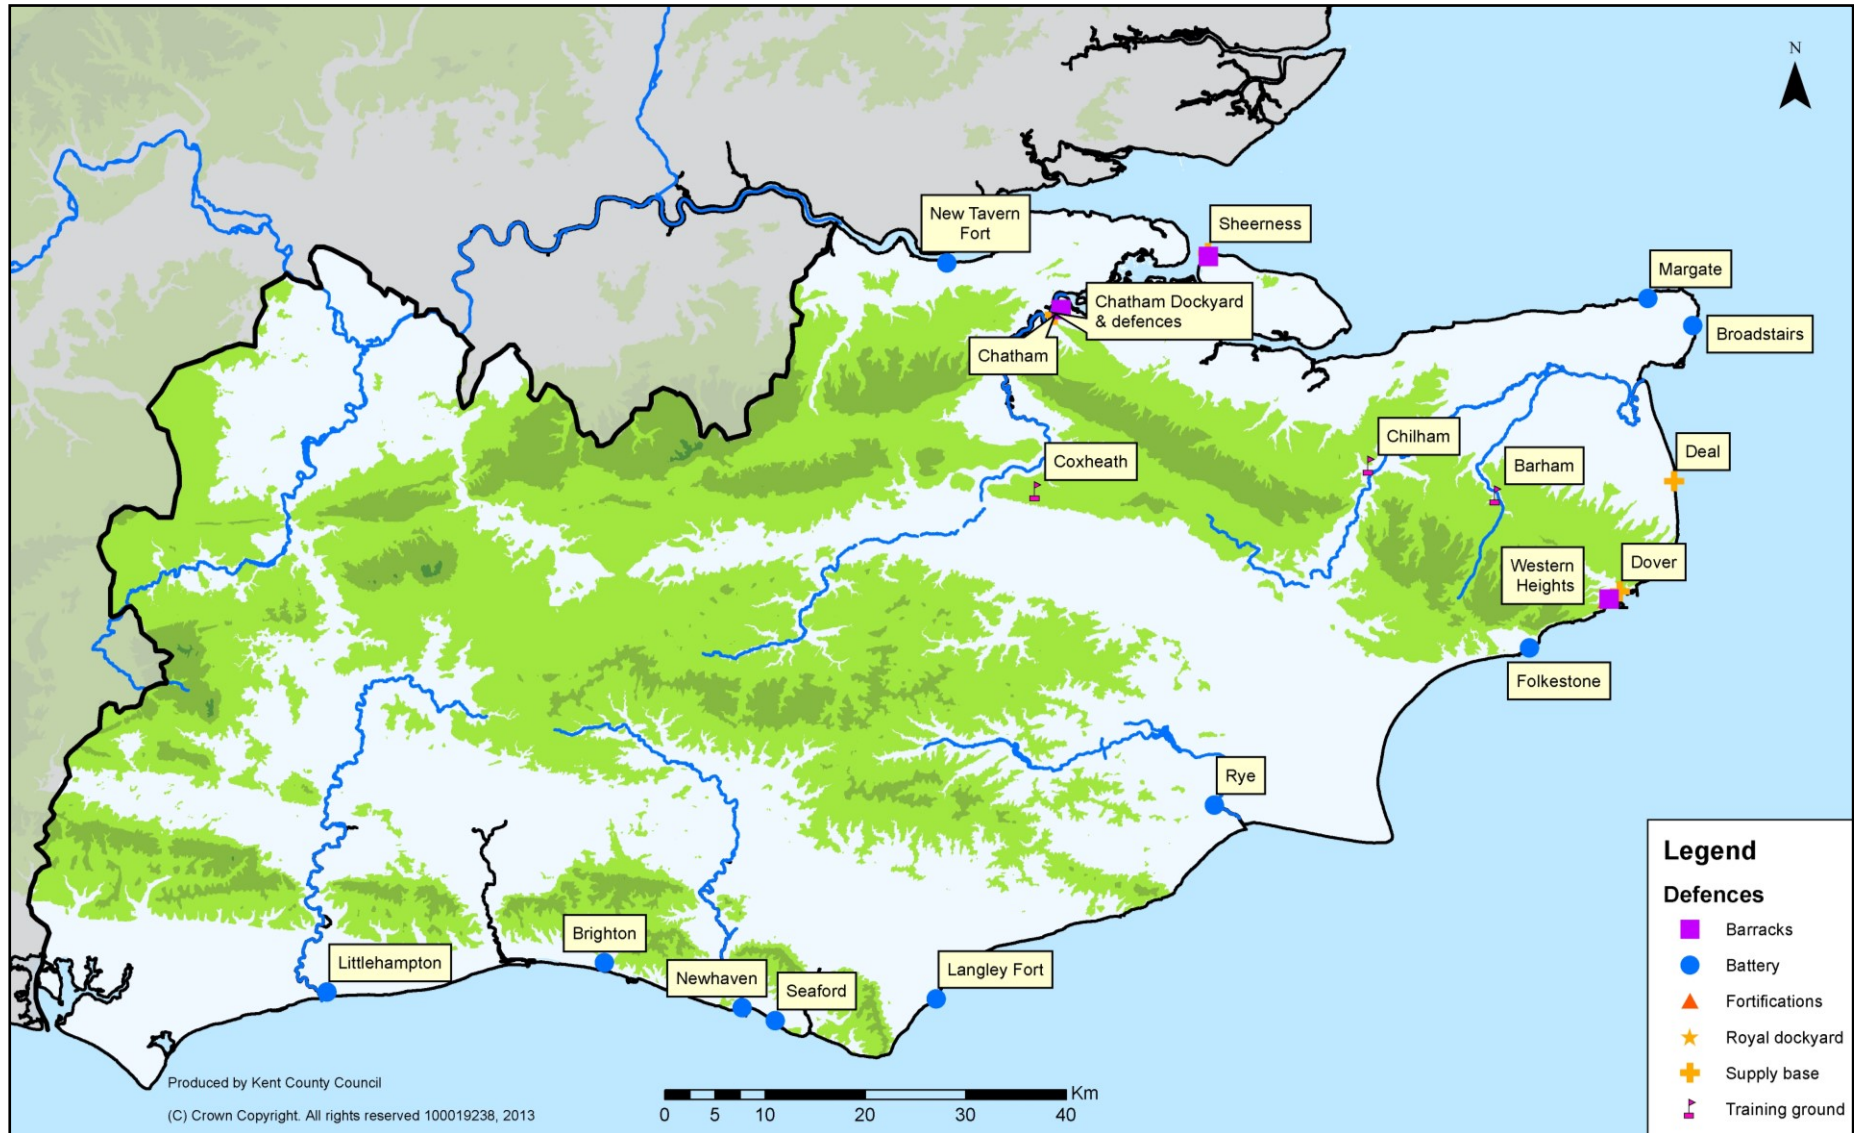 N
New Tavern
Fort
Sheerness
Margate
Chatham Dockyard
& defences
Broadstairs
Chatham
Chilham
Coxheath
Barham
Deal
Western
Heights
Dover
Folkestone
Rye
Brighton
Littlehampton
Newhaven
Seaford
Langley Fort
Legend
Defences
Barracks
Battery
Fortifications
Royal dockyard
Supply base
Training ground
Produced by Kent County Council
(C) Crown Copyright. All rights reserved 100019238, 2013
Km
0 5 10 20 30 40